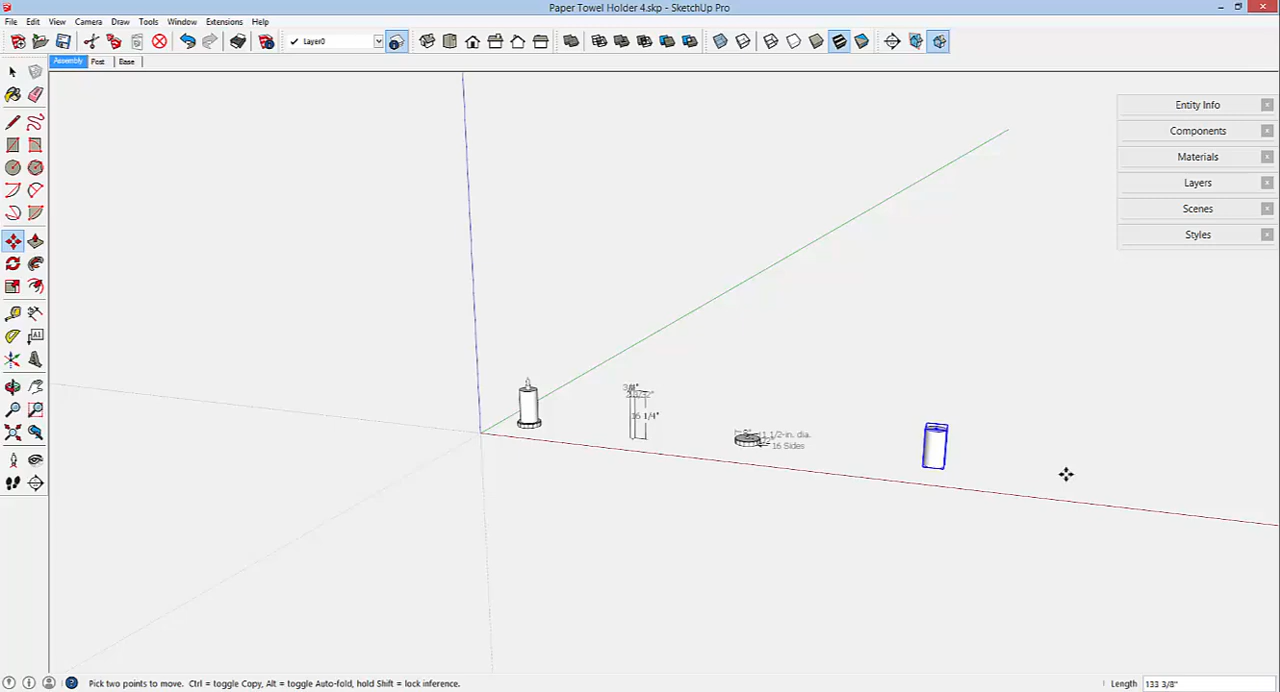 Paper Towel Holder 4.skp - SketchUp Pro
File Edit View Camera Draw Tools Window Extensions Help
Layer0
Assembly Post Base
Entity Info
Components
Materials
Layers
Scenes
Styles
16 1/4"
11 1/2-in. dia.
16 Sides
Pick two points to move. Ctrl = toggle Copy, Alt = toggle Auto-fold, hold Shift = lock inference.
Length 133 3/8"